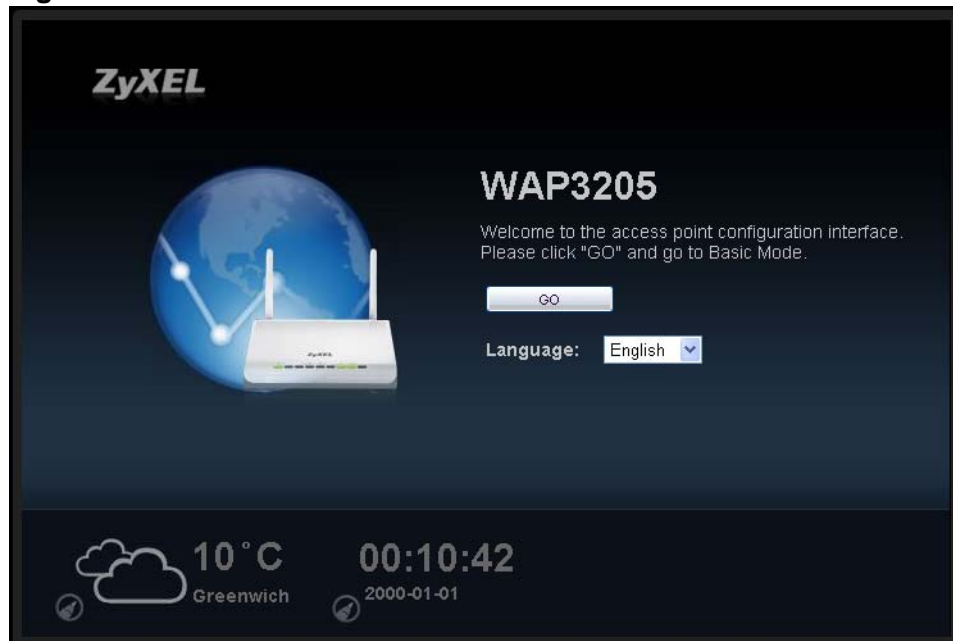 ZyXEL
WAP3205
Welcome to the access point configuration interface.
Please click "GO" and go to Basic Mode.
GO
Language: English
ZyXEL
10°C
Greenwich
00:10:42
2000-01-01